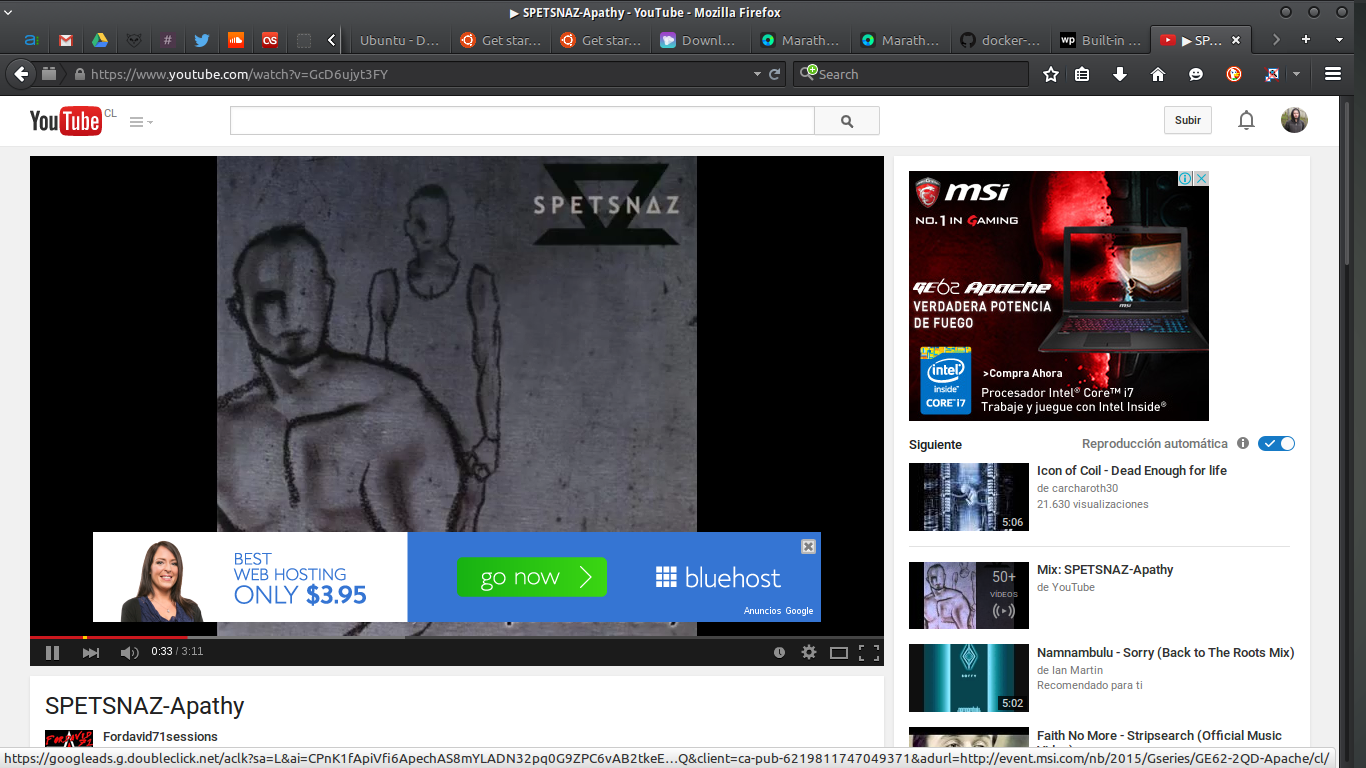 ▶ SPETSNAZ-Apathy - YouTube - Mozilla Firefox
Ubuntu - D...
Get star...
Get star...
Downl...
Marath...
Marath...
docker-...
Built-in ...
▶ SP...
https://www.youtube.com/watch?v=GcD6ujyt3FY
Search
YouTube CL
Subir
SPETSNAZ
BEST
WEB HOSTING
ONLY $3.95
go now
bluehost
Anuncios Google
0:33 / 3:11
SPETSNAZ-Apathy
FORDAVID 71
Fordavid71sessions
msi
NO.1 IN GAMING
GE62 Apache
VERDADERA POTENCIA
DE FUEGO
>Compra Ahora
Procesador Intel® Core™ i7
Trabaje y juegue con Intel Inside®
intel
inside™
CORE™ i7
Siguiente
Reproducción automática
Icon of Coil - Dead Enough for life
de carcharoth30
21.630 visualizaciones
5:06
Mix: SPETSNAZ-Apathy
de YouTube
50+
VÍDEOS
Namnambulu - Sorry (Back to The Roots Mix)
de Ian Martin
Recomendado para ti
5:02
Faith No More - Stripsearch (Official Music
https://googleads.g.doubleclick.net/aclk?sa=L&ai=CPnK1fApiVfi6ApechAS8mYLADN32pq0G9ZPC6vAB2tkeE...Q&client=ca-pub-6219811747049371&adurl=http://event.msi.com/nb/2015/Gseries/GE62-2QD-Apache/cl/